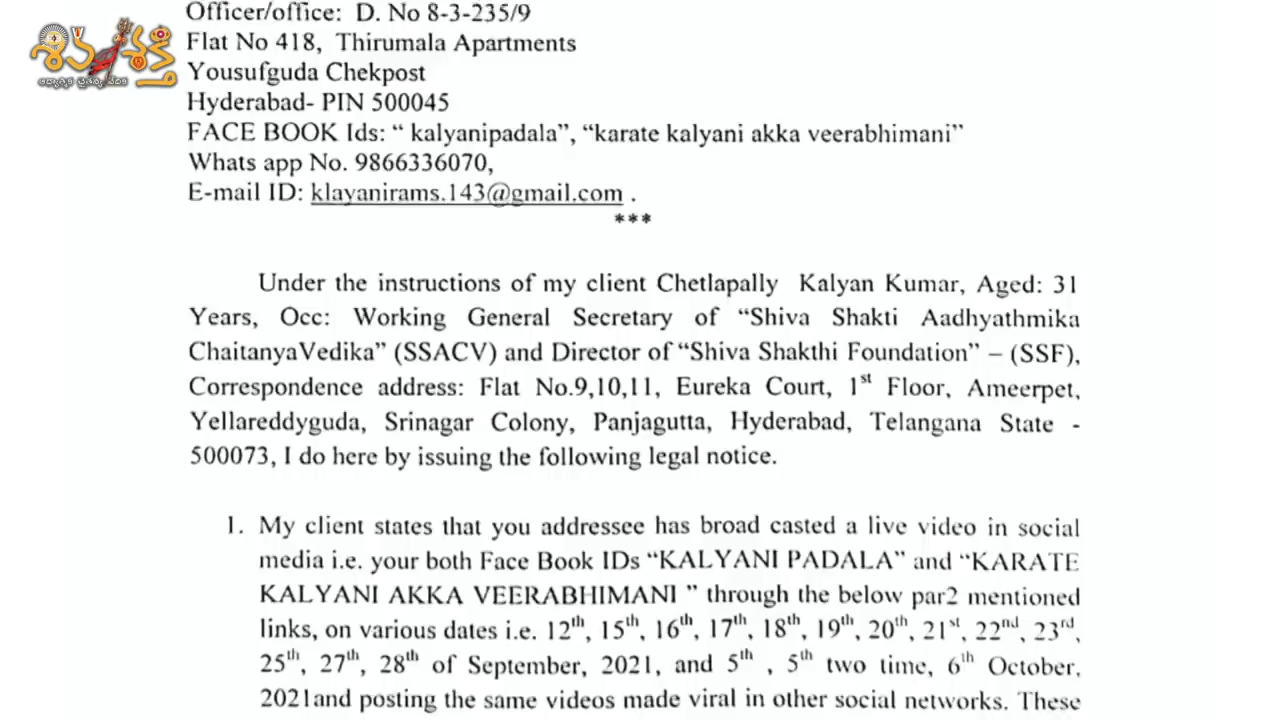 Officer/office: D. No 8-3-235/9
Flat No 418, Thirumala Apartments
Yousufguda Chekpost
Hyderabad- PIN 500045
FACE BOOK Ids: “ kalyanipadala”, “karate kalyani akka veerabhimani”
Whats app No. 9866336070,
E-mail ID: klayanirams.143@gmail.com .
***
Under the instructions of my client Chetlapally Kalyan Kumar, Aged: 31
Years, Occ: Working General Secretary of “Shiva Shakti Aadhyathmika
ChaitanyaVedika” (SSACV) and Director of “Shiva Shakthi Foundation” – (SSF),
Correspondence address: Flat No.9,10,11, Eureka Court, 1st Floor, Ameerpet,
Yellareddyguda, Srinagar Colony, Panjagutta, Hyderabad, Telangana State -
500073, I do here by issuing the following legal notice.
1. My client states that you addressee has broad casted a live video in social
media i.e. your both Face Book IDs “KALYANI PADALA” and “KARATE
KALYANI AKKA VEERABHIMANI ” through the below par2 mentioned
links, on various dates i.e. 12th, 15th, 16th, 17th, 18th, 19th, 20th, 21st, 22nd, 23rd,
25th, 27th, 28th of September, 2021, and 5th , 5th two time, 6th October,
2021and posting the same videos made viral in other social networks. These